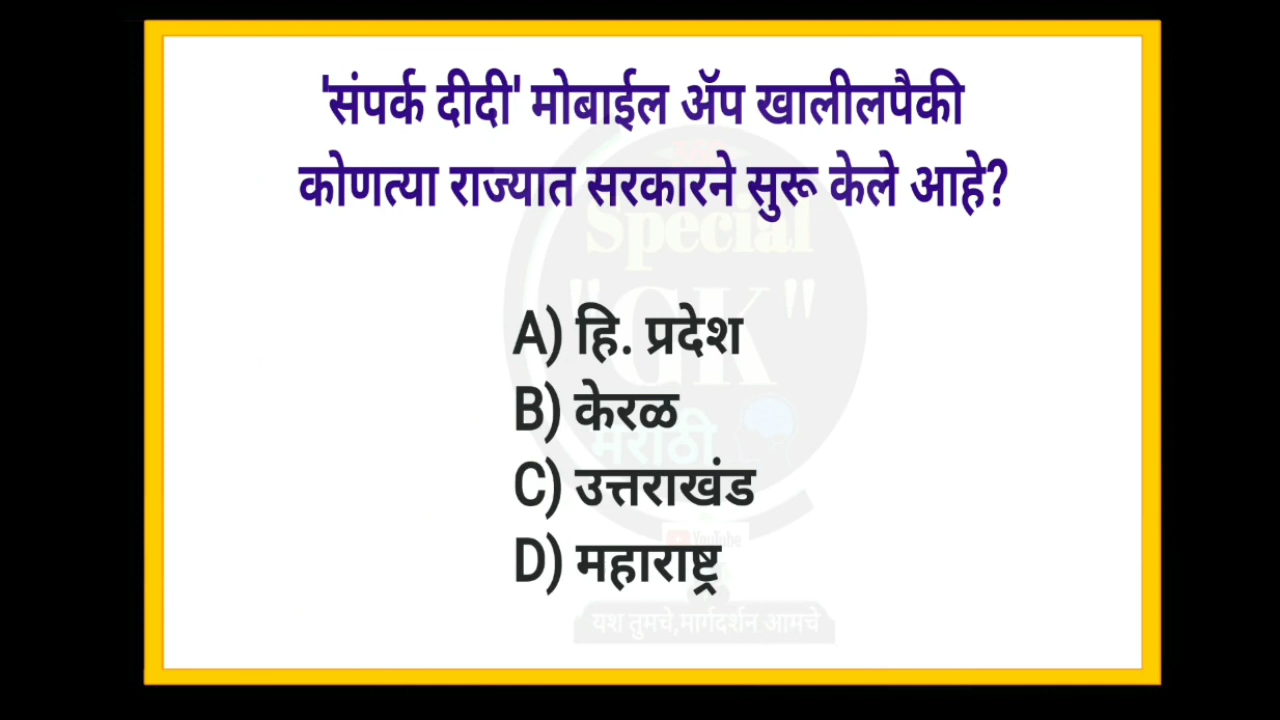 'संपर्क दीदी' मोबाईल ॲप खालीलपैकी
कोणत्या राज्यात सरकारने सुरू केले आहे?
Special
"GK"
A) हि. प्रदेश
B) केरळ
मराठी
C) उत्तराखंड
YouTube
D) महाराष्ट्र
यश तुमचे,मार्गदर्शन आमचे